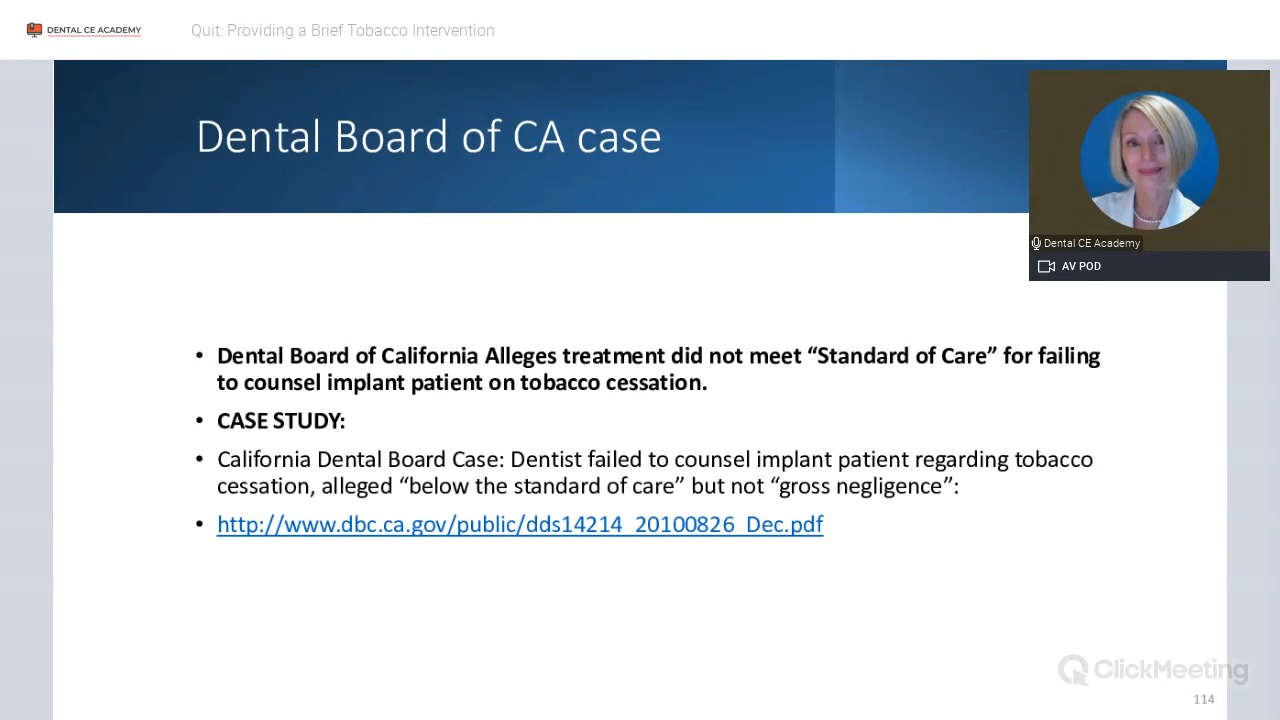 DENTAL CE ACADEMY
Quit: Providing a Brief Tobacco Intervention
Dental Board of CA case
Dental CE Academy
AV POD
• Dental Board of California Alleges treatment did not meet “Standard of Care” for failing
to counsel implant patient on tobacco cessation.
• CASE STUDY:
• California Dental Board Case: Dentist failed to counsel implant patient regarding tobacco
cessation, alleged “below the standard of care” but not “gross negligence”:
• http://www.dbc.ca.gov/public/dds14214_20100826_Dec.pdf
ClickMeeting
114